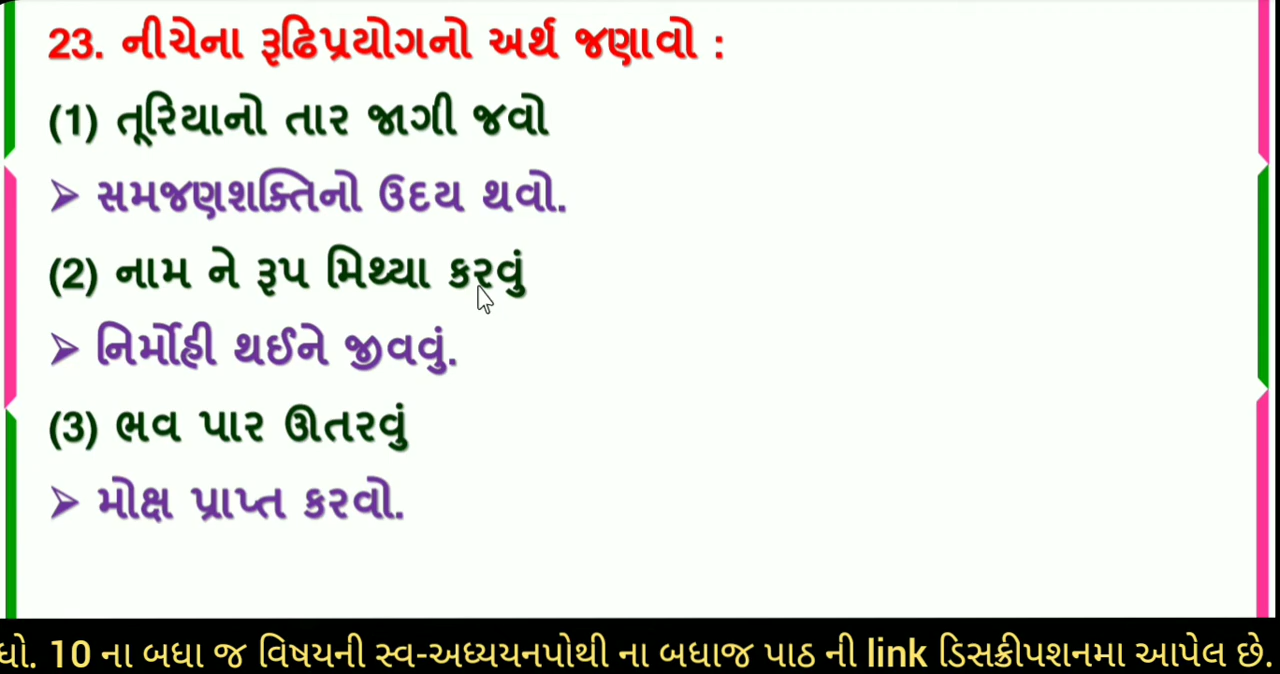 23. નીચેના રૂઢિપ્રયોગનો અર્થ જણાવો :
(1) તૂરિયાનો તાર જાગી જવો
➢ સમજણશક્તિનો ઉદય થવો.
(2) નામ ને રૂપ મિથ્યા કરવું
➢ નિર્મોહી થઈને જીવવું.
(3) ભવ પાર ઊતરવું
➢ મોક્ષ પ્રાપ્ત કરવો.
ધો. 10 ના બધા જ વિષયની સ્વ-અધ્યયનપોથી ના બધાજ પાઠ ની link ડિસક્રીપશનમા આપેલ છે.